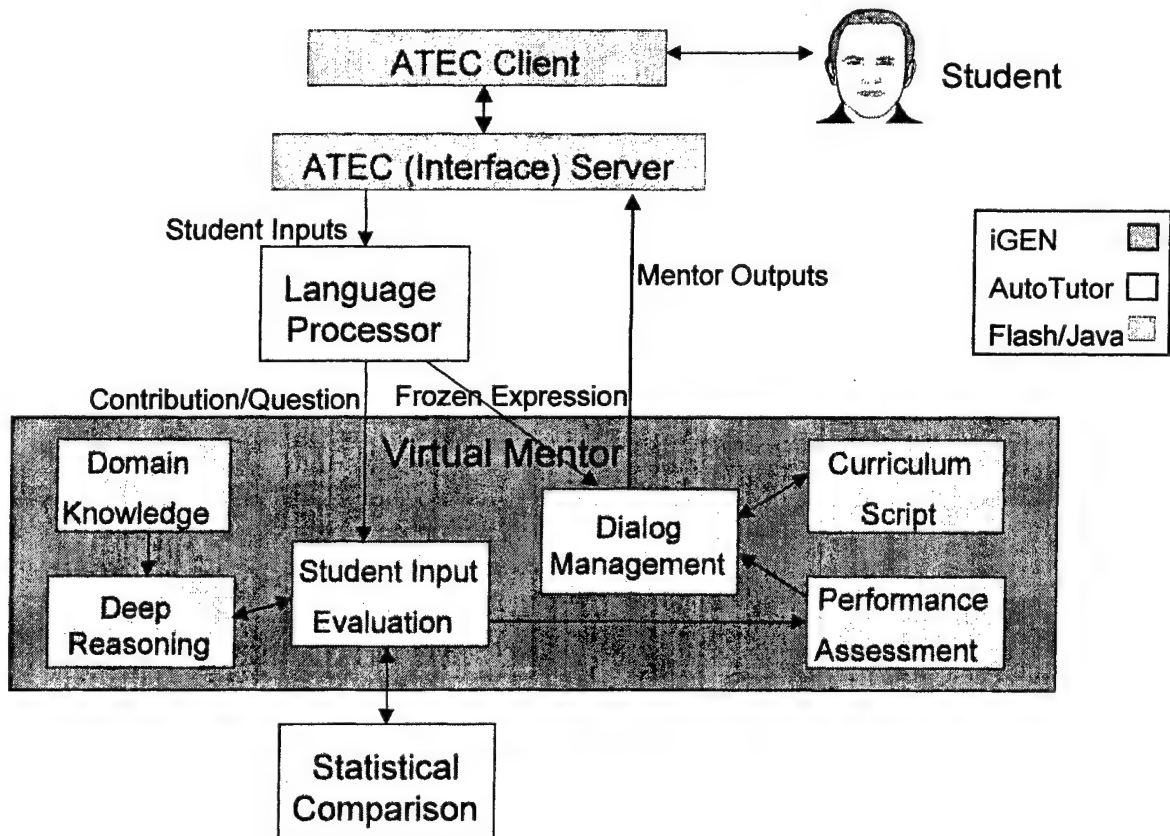 ATEC Client
Student
ATEC (Interface) Server
Student Inputs
Language
Processor
Mentor Outputs
iGEN
AutoTutor
Flash/Java
Contribution/Question
Frozen Expression
Virtual Mentor
Domain
Knowledge
Curriculum
Script
Dialog
Management
Student Input
Evaluation
Deep
Reasoning
Performance
Assessment
Statistical
Comparison